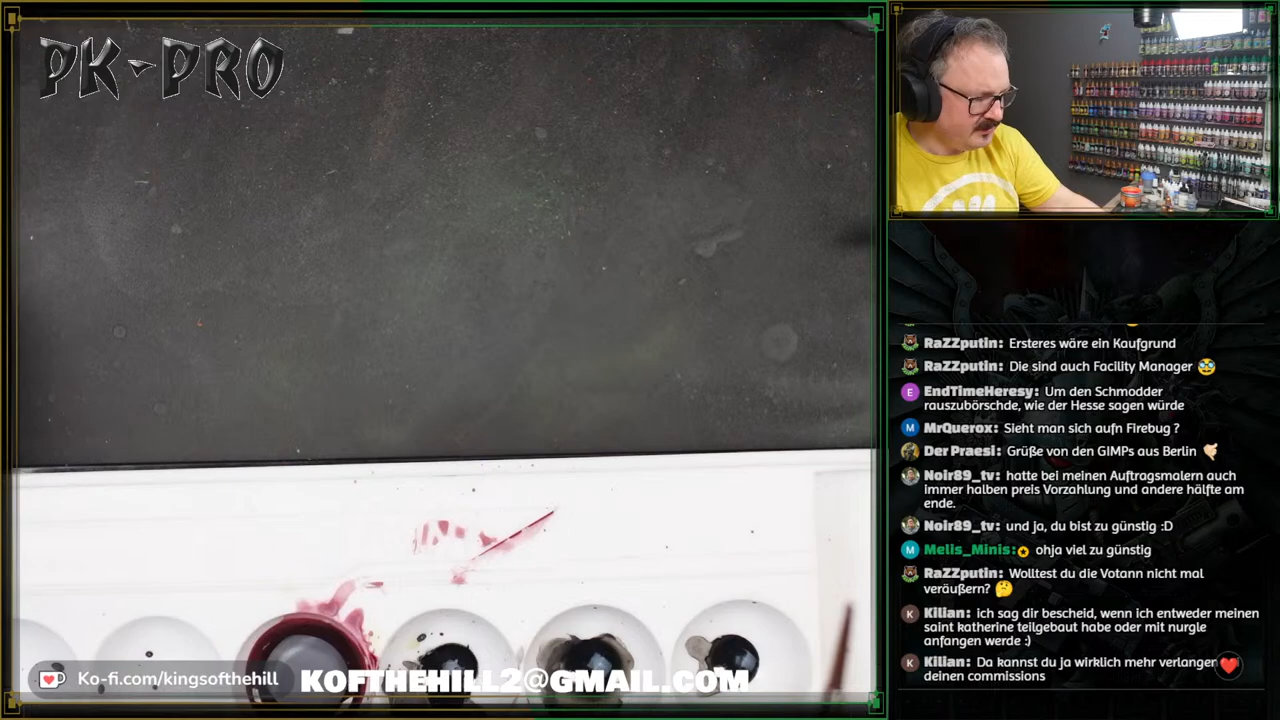 PK-PRO
RaZZputin: Ersteres wäre ein Kaufgrund
RaZZputin: Die sind auch Facility Manager
EndTimeHeresy: Um den Schmodder
rauszubörschde, wie der Hesse sagen würde
MrQuerox: Sieht man sich aufn Firebug ?
Der Praesi: Grüße von den GIMPs aus Berlin
Noir89_tv: hatte bei meinen Auftragsmalern auch
immer halben preis Vorzahlung und andere hälfte am
ende.
Noir89_tv: und ja, du bist zu günstig :D
Melis_Minis: ohja viel zu günstig
RaZZputin: Wolltest du die Votann nicht mal
veräußern?
Kilian: ich sag dir bescheid, wenn ich entweder meinen
saint katherine teilgebaut habe oder mit nurgle
anfangen werde :)
Kilian: Da kannst du ja wirklich mehr verlangen
deinen commissions
Ko-fi.com/kingsofthehill
KOFTHEHILL2@GMAIL.COM